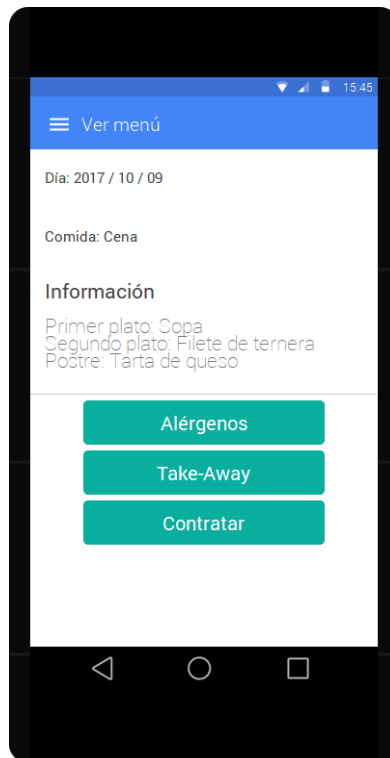 15:45
Ver menú
Día: 2017 / 10 / 09
Comida: Cena
Información
Primer plato: Sopa
Segundo plato: Filete de ternera
Postre: Tarta de queso
Alérgenos
Take-Away
Contratar